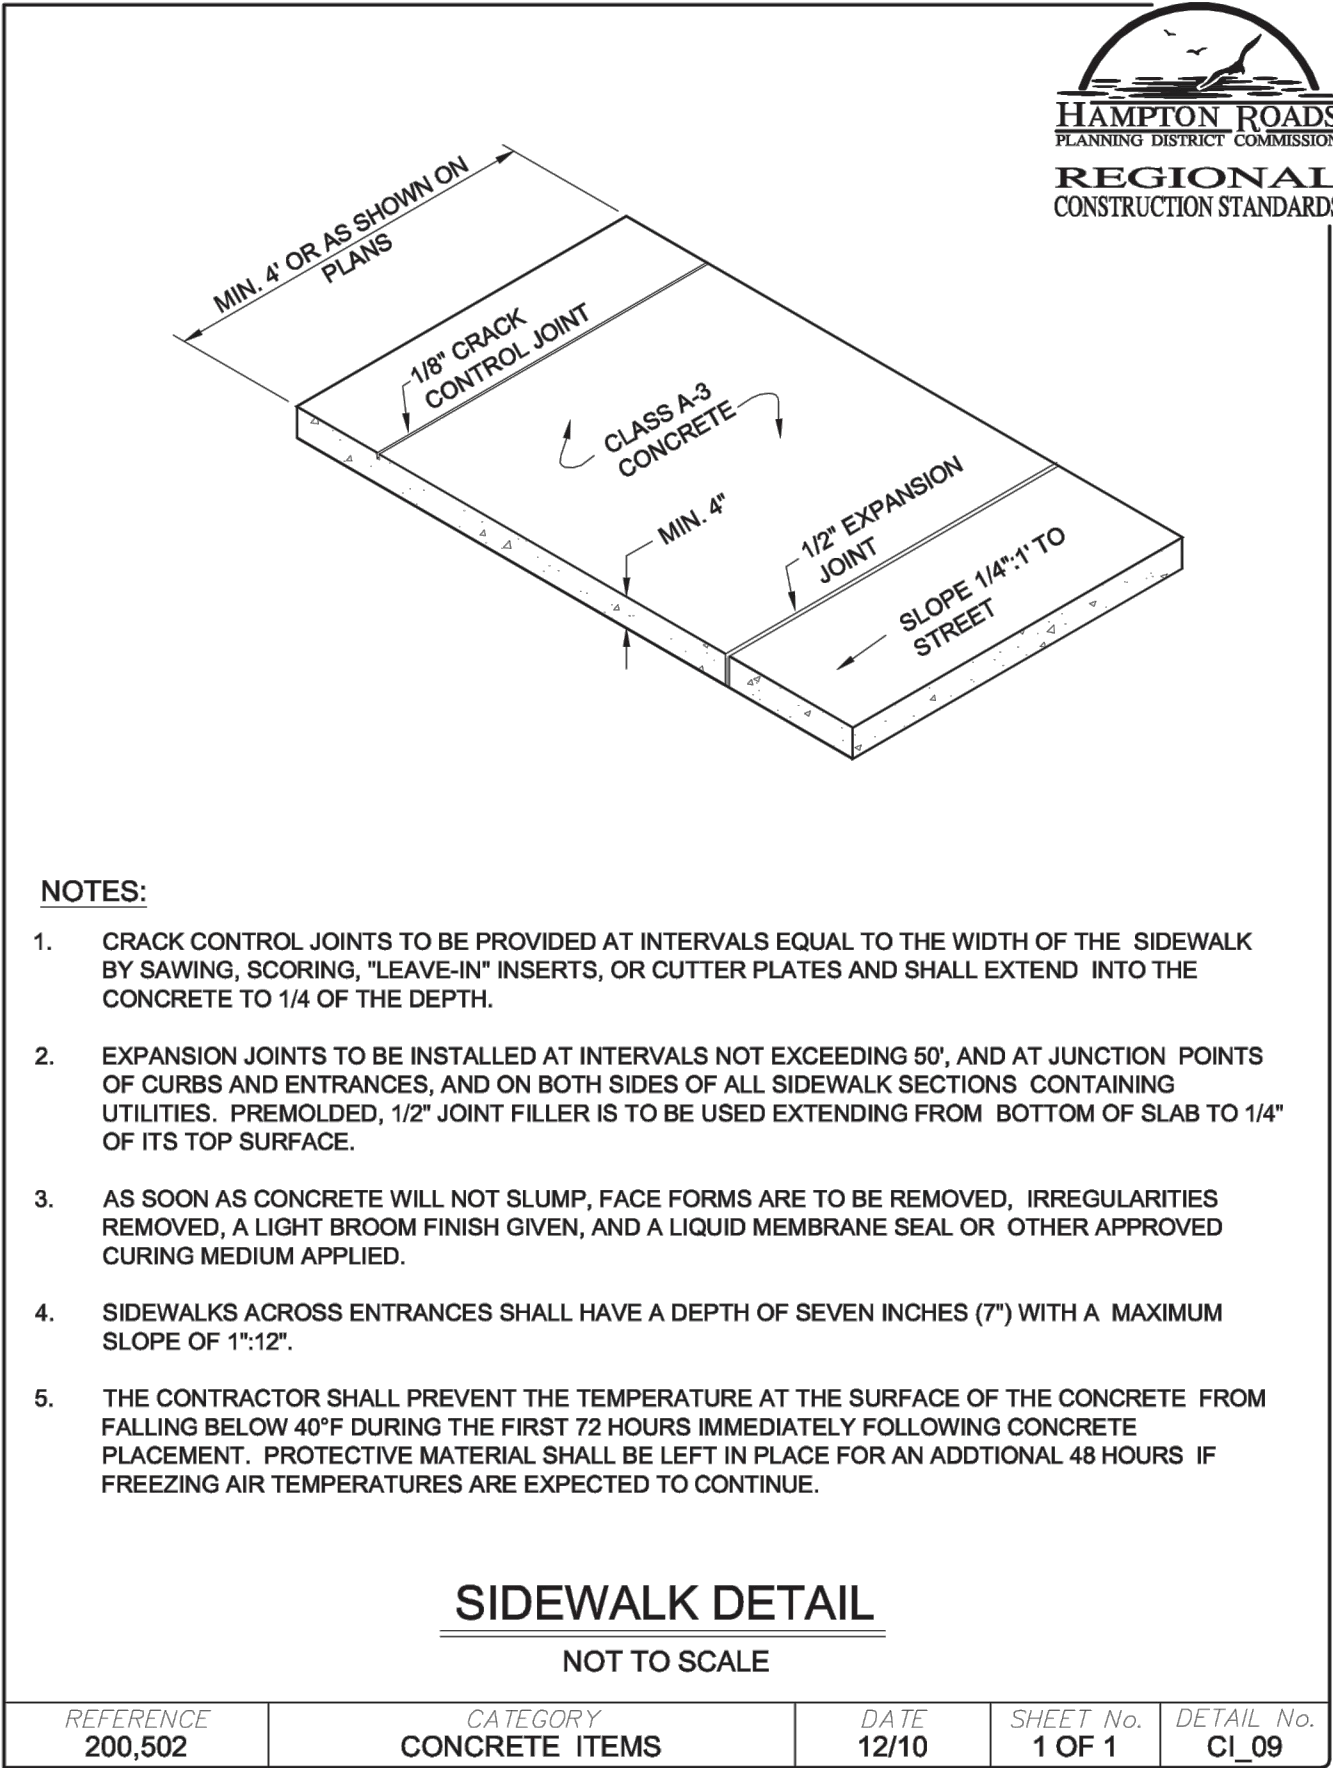 HAMPTON ROADS
PLANNING DISTRICT COMMISSION
REGIONAL
CONSTRUCTION STANDARDS
MIN. 4' OR AS SHOWN ON
PLANS
1/8" CRACK
CONTROL JOINT
CLASS A-3
CONCRETE
MIN. 4"
1/2" EXPANSION
JOINT
SLOPE 1/4":1' TO
STREET
NOTES:
1. CRACK CONTROL JOINTS TO BE PROVIDED AT INTERVALS EQUAL TO THE WIDTH OF THE SIDEWALK
BY SAWING, SCORING, "LEAVE-IN" INSERTS, OR CUTTER PLATES AND SHALL EXTEND INTO THE
CONCRETE TO 1/4 OF THE DEPTH.
2. EXPANSION JOINTS TO BE INSTALLED AT INTERVALS NOT EXCEEDING 50', AND AT JUNCTION POINTS
OF CURBS AND ENTRANCES, AND ON BOTH SIDES OF ALL SIDEWALK SECTIONS CONTAINING
UTILITIES. PREMOLDED, 1/2" JOINT FILLER IS TO BE USED EXTENDING FROM BOTTOM OF SLAB TO 1/4"
OF ITS TOP SURFACE.
3. AS SOON AS CONCRETE WILL NOT SLUMP, FACE FORMS ARE TO BE REMOVED, IRREGULARITIES
REMOVED, A LIGHT BROOM FINISH GIVEN, AND A LIQUID MEMBRANE SEAL OR OTHER APPROVED
CURING MEDIUM APPLIED.
4. SIDEWALKS ACROSS ENTRANCES SHALL HAVE A DEPTH OF SEVEN INCHES (7") WITH A MAXIMUM
SLOPE OF 1":12".
5. THE CONTRACTOR SHALL PREVENT THE TEMPERATURE AT THE SURFACE OF THE CONCRETE FROM
FALLING BELOW 40°F DURING THE FIRST 72 HOURS IMMEDIATELY FOLLOWING CONCRETE
PLACEMENT. PROTECTIVE MATERIAL SHALL BE LEFT IN PLACE FOR AN ADDTIONAL 48 HOURS IF
FREEZING AIR TEMPERATURES ARE EXPECTED TO CONTINUE.
SIDEWALK DETAIL
NOT TO SCALE
REFERENCE CATEGORY DATE SHEET No. DETAIL No.
200,502 CONCRETE ITEMS 12/10 1 OF 1 CI_09